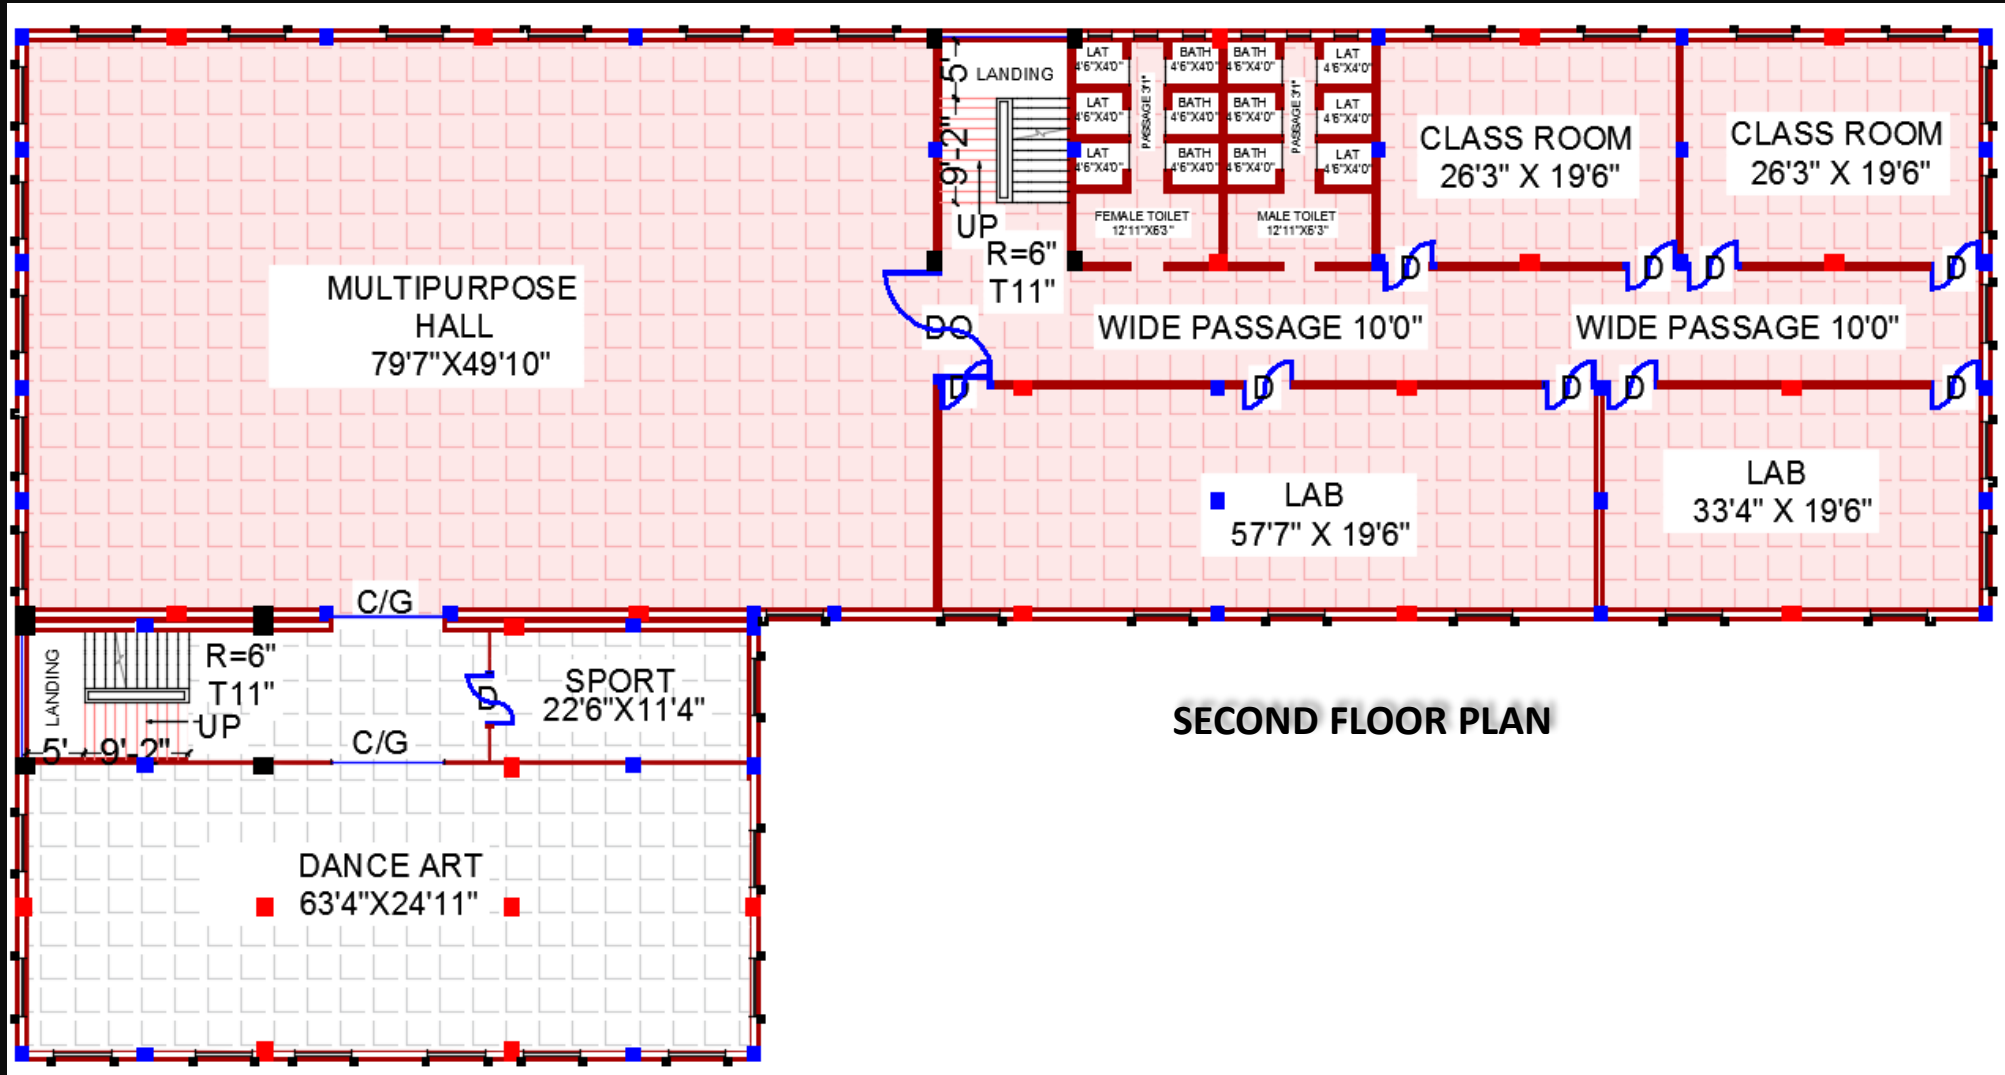 5'
LANDING
9'-2"
UP
R=6"
T11"
LAT
4'6"X4'0"
BATH
4'6"X4'0"
BATH
4'6"X4'0"
LAT
4'6"X4'0"
LAT
4'6"X4'0"
BATH
4'6"X4'0"
BATH
4'6"X4'0"
LAT
4'6"X4'0"
LAT
4'6"X4'0"
BATH
4'6"X4'0"
BATH
4'6"X4'0"
LAT
4'6"X4'0"
PASSAGE 3'1"
PASSAGE 3'1"
FEMALE TOILET
12'11"X6'3"
MALE TOILET
12'11"X6'3"
CLASS ROOM
26'3" X 19'6"
CLASS ROOM
26'3" X 19'6"
D
D
D
D
MULTIPURPOSE
HALL
79'7"X49'10"
DO
WIDE PASSAGE 10'0"
WIDE PASSAGE 10'0"
D
D
D
D
D
LAB
57'7" X 19'6"
LAB
33'4" X 19'6"
C/G
LANDING
R=6"
T11"
UP
5'
9'-2"
C/G
D
SPORT
22'6"X11'4"
SECOND FLOOR PLAN
DANCE ART
63'4"X24'11"